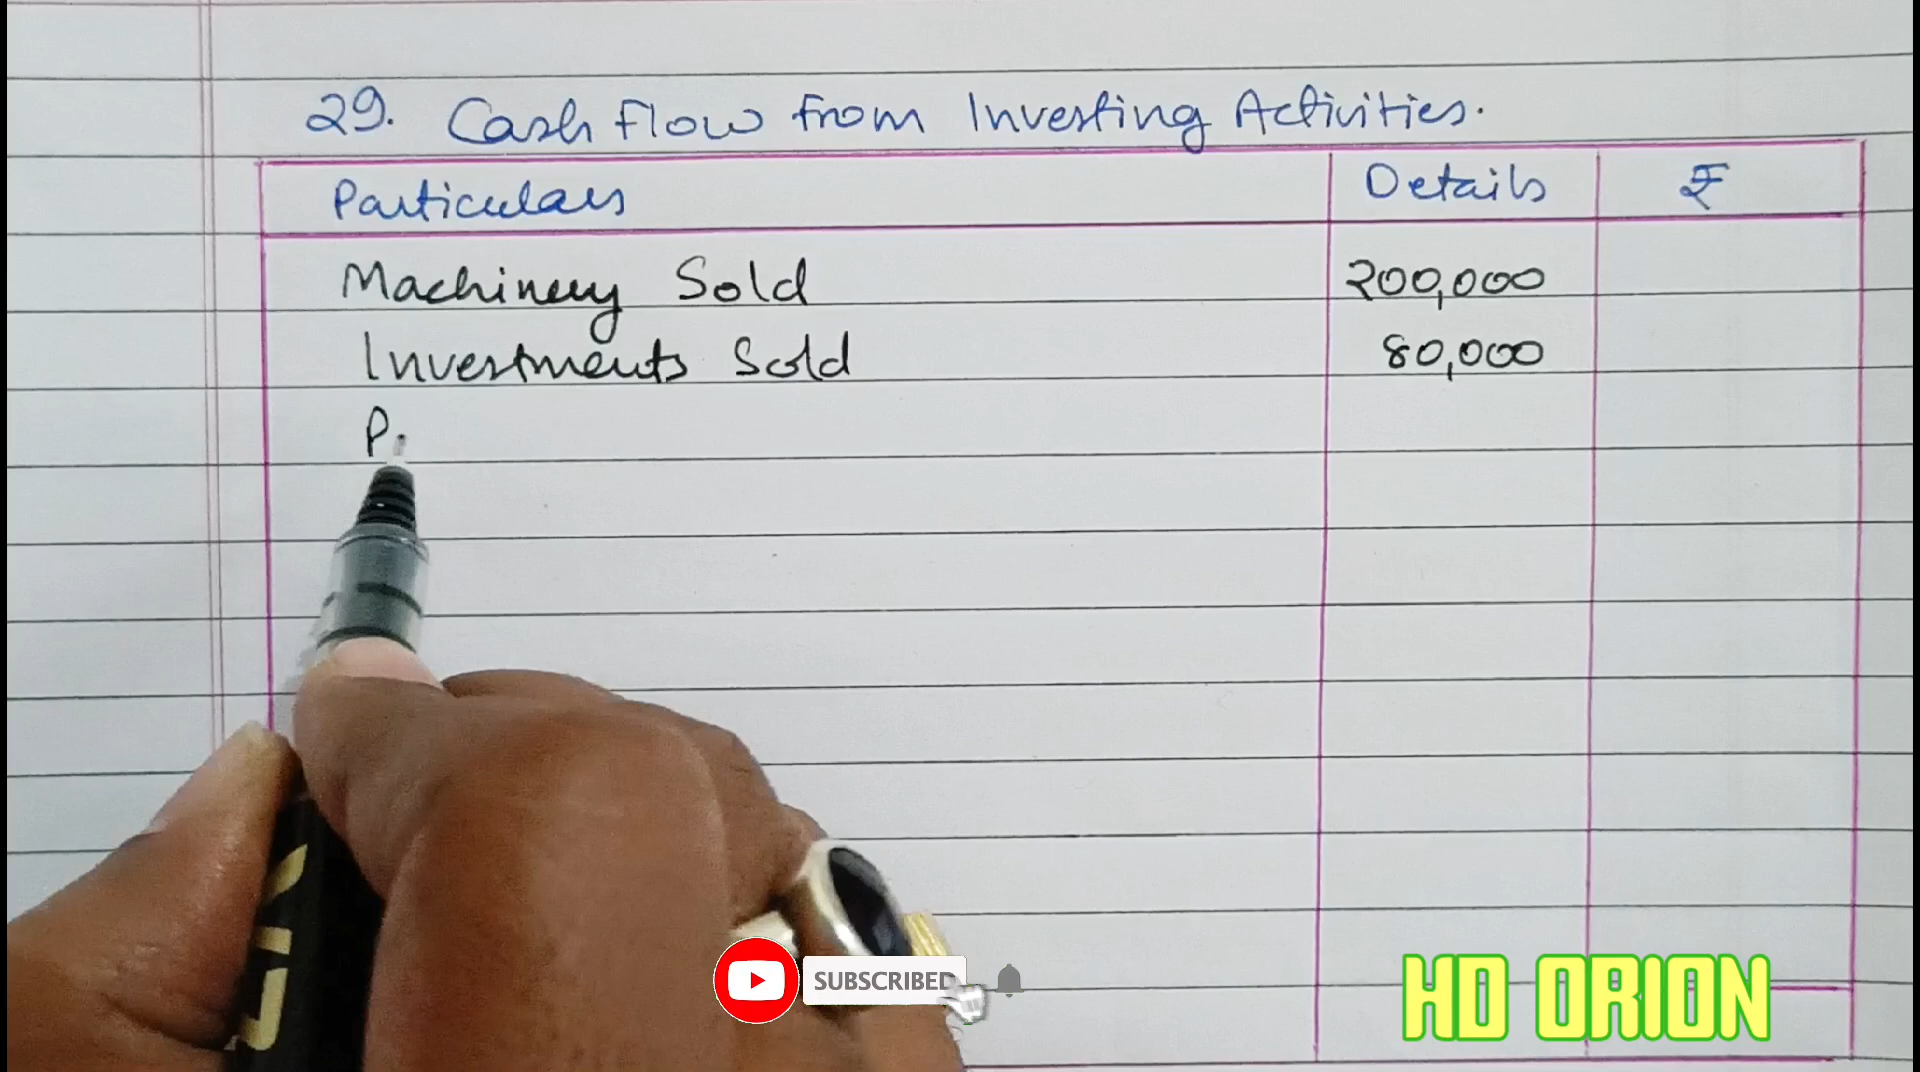 29. Cash Flow From Investing Activities.
Particulars Details ₹
Machinery Sold 200,000
Investments Sold 80,000
P
SUBSCRIBED
HD ORION